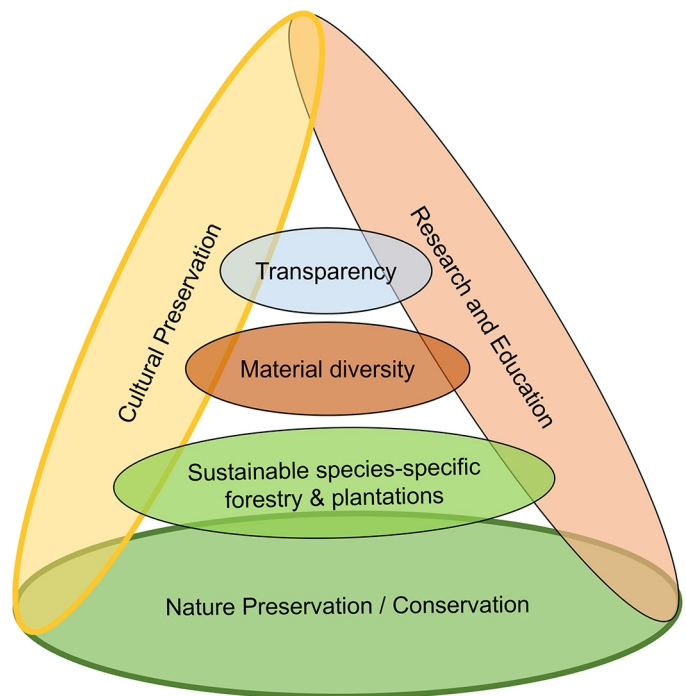 Cultural Preservation
Research and Education
Transparency
Material diversity
Sustainable species-specific
forestry & plantations
Nature Preservation / Conservation